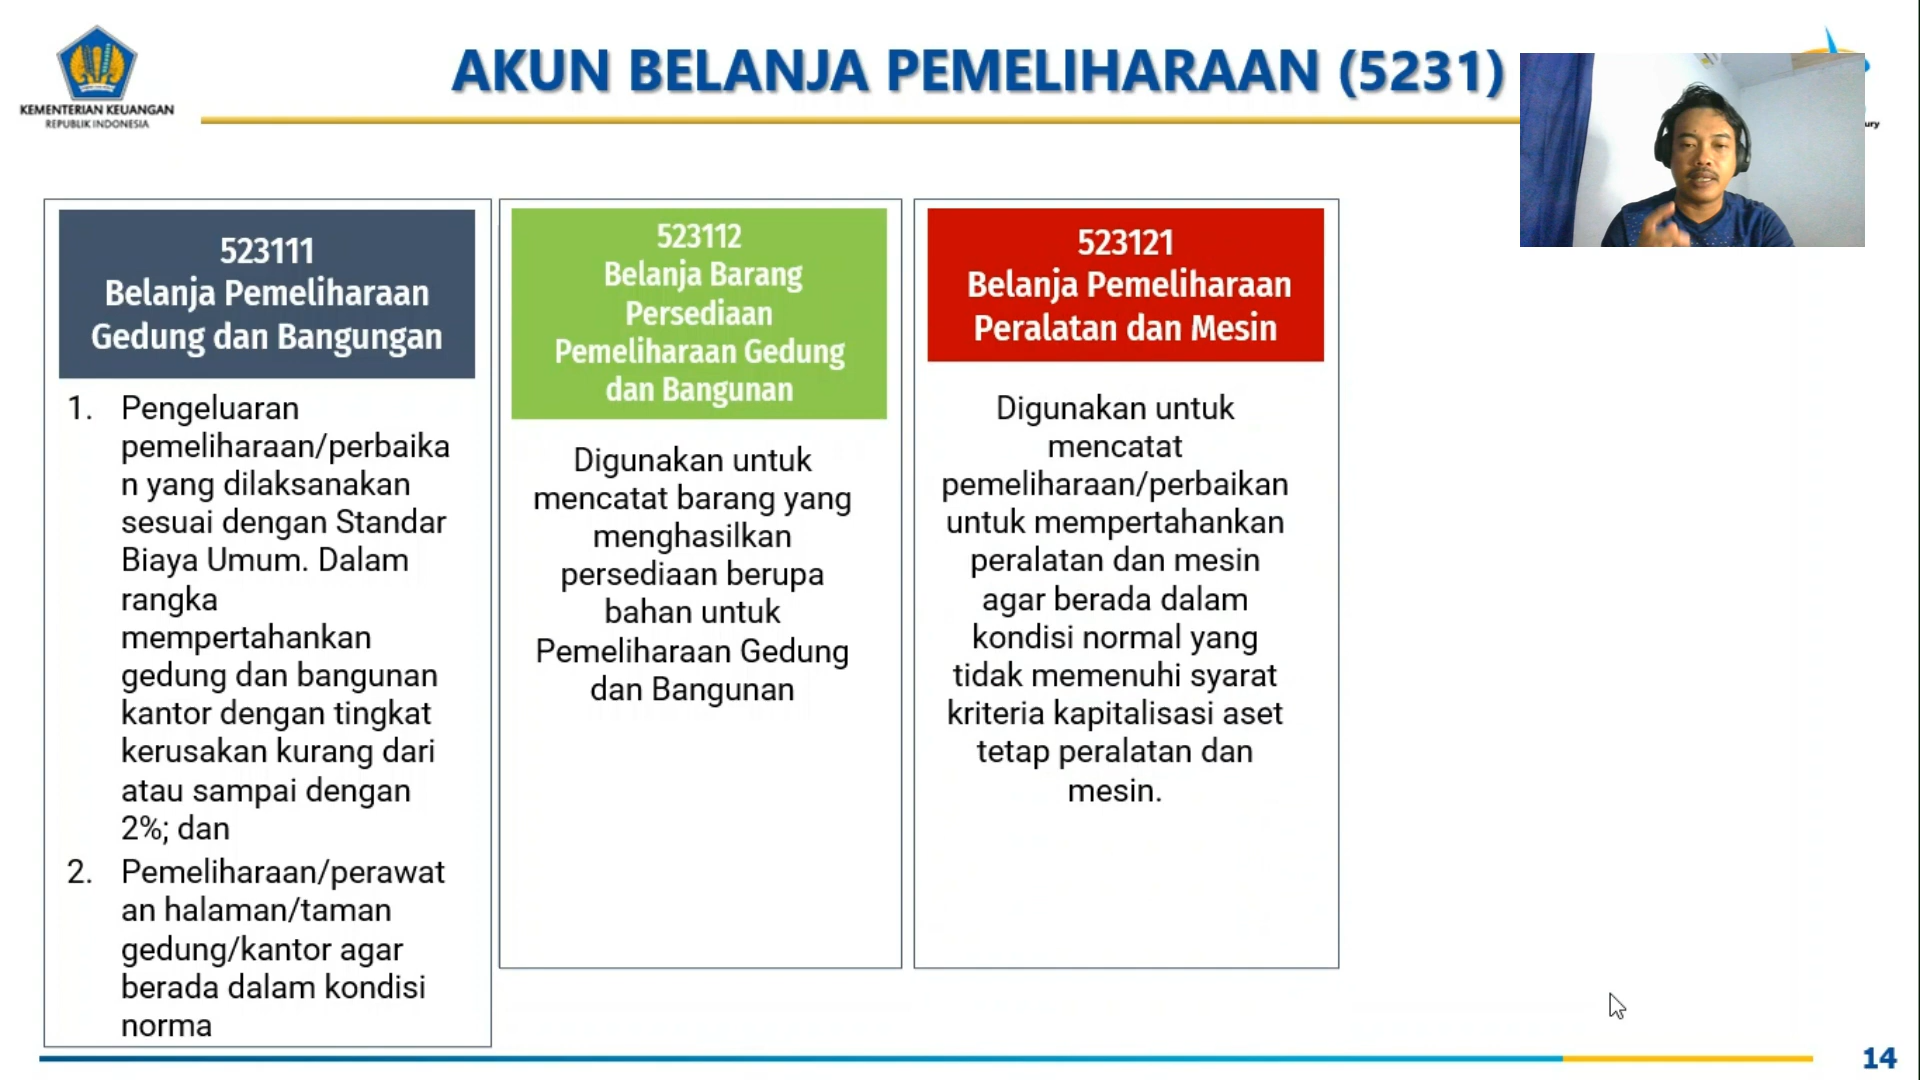 KEMENTERIAN KEUANGAN
REPUBLIK INDONESIA
AKUN BELANJA PEMELIHARAAN (5231)
ury
523111
Belanja Pemeliharaan
Gedung dan Bangungan
1. Pengeluaran
pemeliharaan/perbaika
n yang dilaksanakan
sesuai dengan Standar
Biaya Umum. Dalam
rangka
mempertahankan
gedung dan bangunan
kantor dengan tingkat
kerusakan kurang dari
atau sampai dengan
2%; dan
2. Pemeliharaan/perawat
an halaman/taman
gedung/kantor agar
berada dalam kondisi
norma
523112
Belanja Barang
Persediaan
Pemeliharaan Gedung
dan Bangunan
Digunakan untuk
mencatat barang yang
menghasilkan
persediaan berupa
bahan untuk
Pemeliharaan Gedung
dan Bangunan
523121
Belanja Pemeliharaan
Peralatan dan Mesin
Digunakan untuk
mencatat
pemeliharaan/perbaikan
untuk mempertahankan
peralatan dan mesin
agar berada dalam
kondisi normal yang
tidak memenuhi syarat
kriteria kapitalisasi aset
tetap peralatan dan
mesin.
14